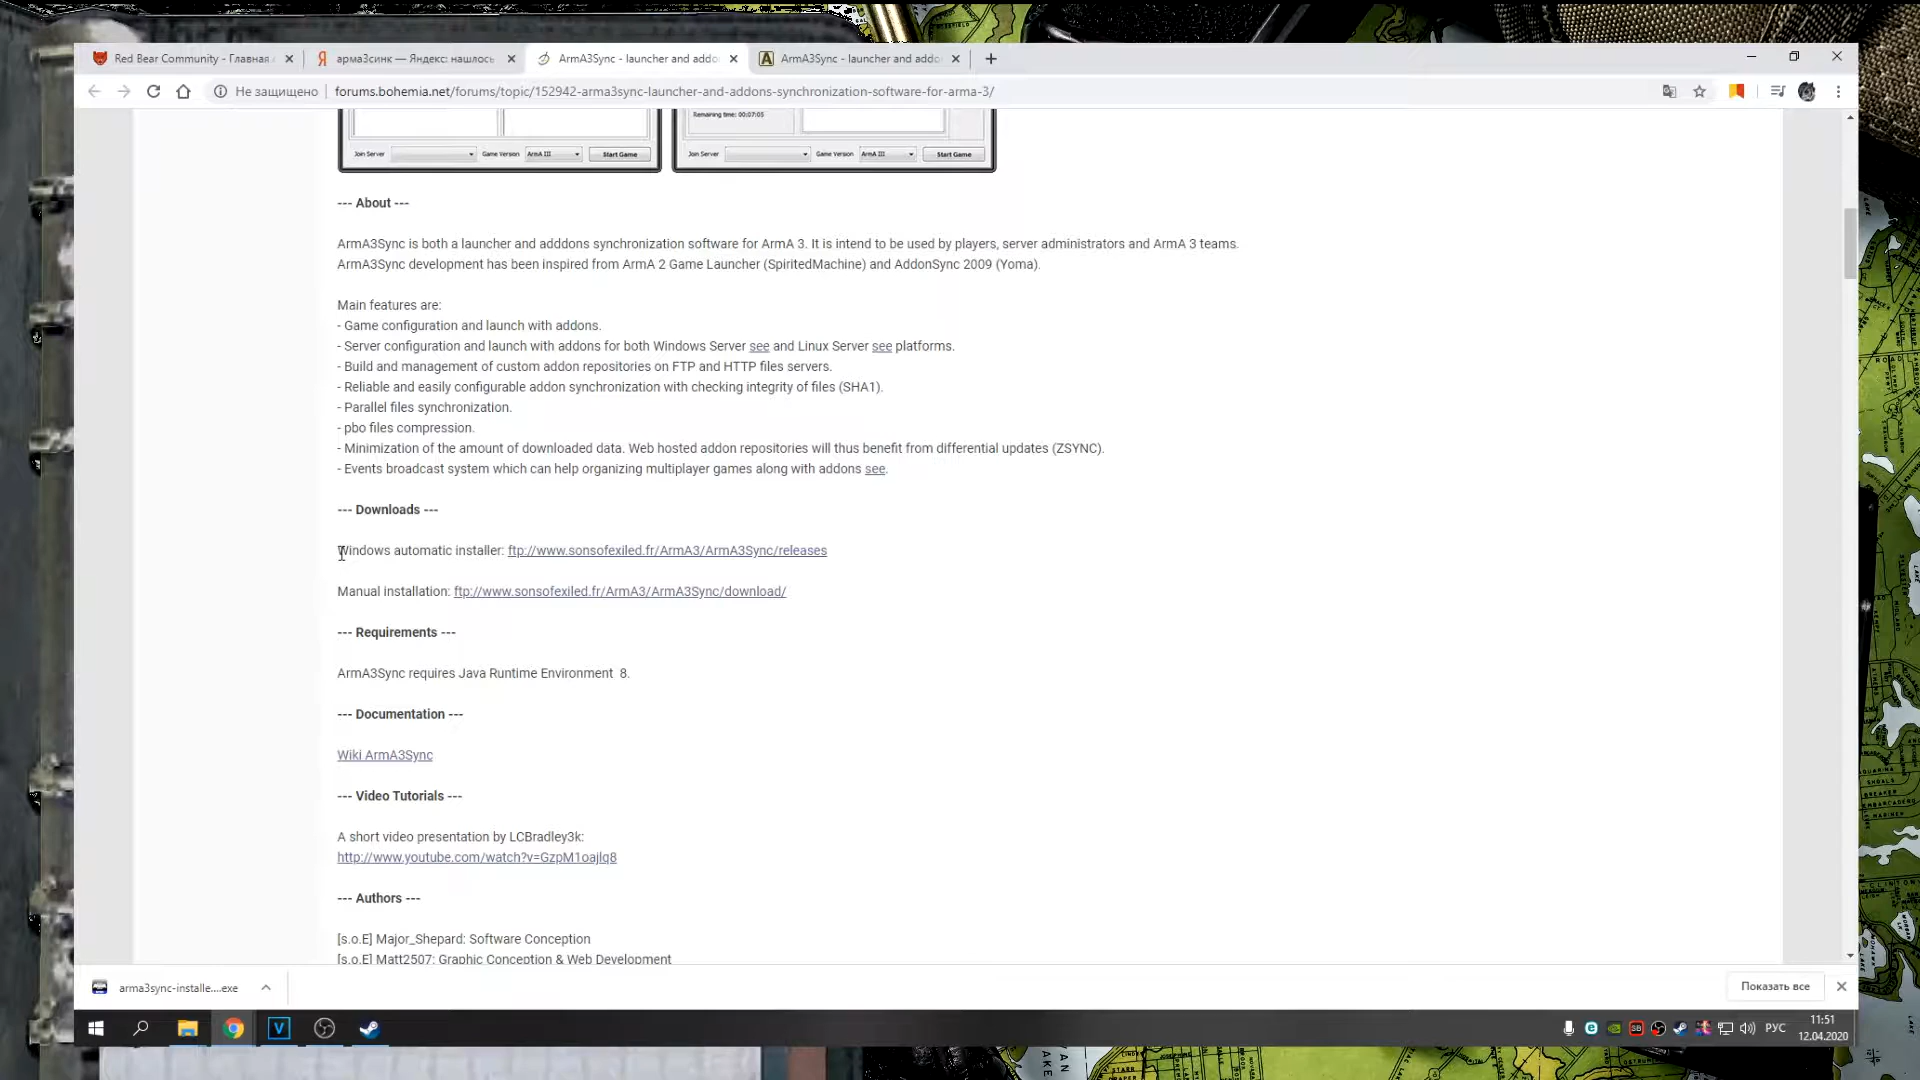 Red Bear Community - Главная
арма3синк — Яндекс: нашлось
ArmA3Sync - launcher and addo
ArmA3Sync - launcher and addo
Не защищено
forums.bohemia.net/forums/topic/152942-arma3sync-launcher-and-addons-synchronization-software-for-arma-3/
Remaining time: 00:07:05
Join Server Game Version ArmA III Start Game
Join Server Game Version ArmA III Start Game
--- About ---
ArmA3Sync is both a launcher and adddons synchronization software for ArmA 3. It is intend to be used by players, server administrators and ArmA 3 teams.
ArmA3Sync development has been inspired from ArmA 2 Game Launcher (SpiritedMachine) and AddonSync 2009 (Yoma).
Main features are:
- Game configuration and launch with addons.
- Server configuration and launch with addons for both Windows Server see and Linux Server see platforms.
- Build and management of custom addon repositories on FTP and HTTP files servers.
- Reliable and easily configurable addon synchronization with checking integrity of files (SHA1).
- Parallel files synchronization.
- pbo files compression.
- Minimization of the amount of downloaded data. Web hosted addon repositories will thus benefit from differential updates (ZSYNC).
- Events broadcast system which can help organizing multiplayer games along with addons see.
--- Downloads ---
Windows automatic installer: ftp://www.sonsofexiled.fr/ArmA3/ArmA3Sync/releases
Manual installation: ftp://www.sonsofexiled.fr/ArmA3/ArmA3Sync/download/
--- Requirements ---
ArmA3Sync requires Java Runtime Environment 8.
--- Documentation ---
Wiki ArmA3Sync
--- Video Tutorials ---
A short video presentation by LCBradley3k:
http://www.youtube.com/watch?v=GzpM1oajlq8
--- Authors ---
[s.o.E] Major_Shepard: Software Conception
[s.o.E] Matt2507: Graphic Conception & Web Development
arma3sync-installe....exe
Показать все
РУС
11:51
12.04.2020